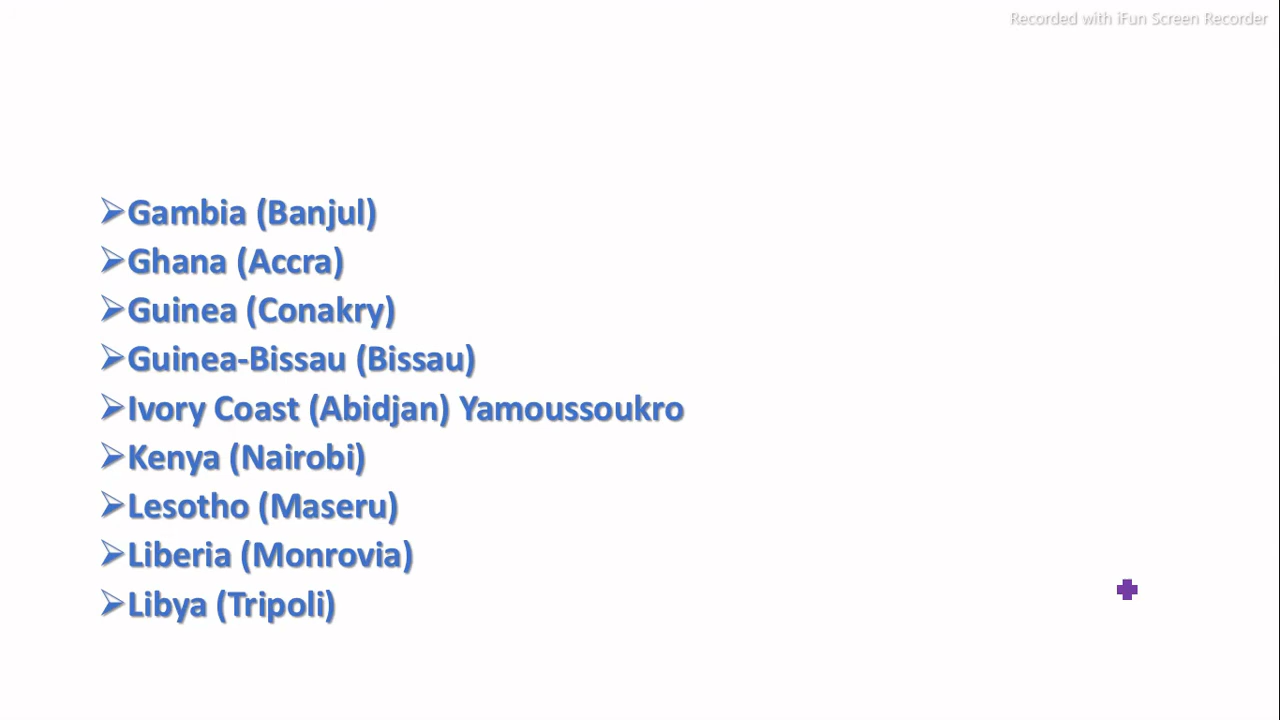 Recorded with iFun Screen Recorder
➢Gambia (Banjul)
➢Ghana (Accra)
➢Guinea (Conakry)
➢Guinea-Bissau (Bissau)
➢Ivory Coast (Abidjan) Yamoussoukro
➢Kenya (Nairobi)
➢Lesotho (Maseru)
➢Liberia (Monrovia)
➢Libya (Tripoli)